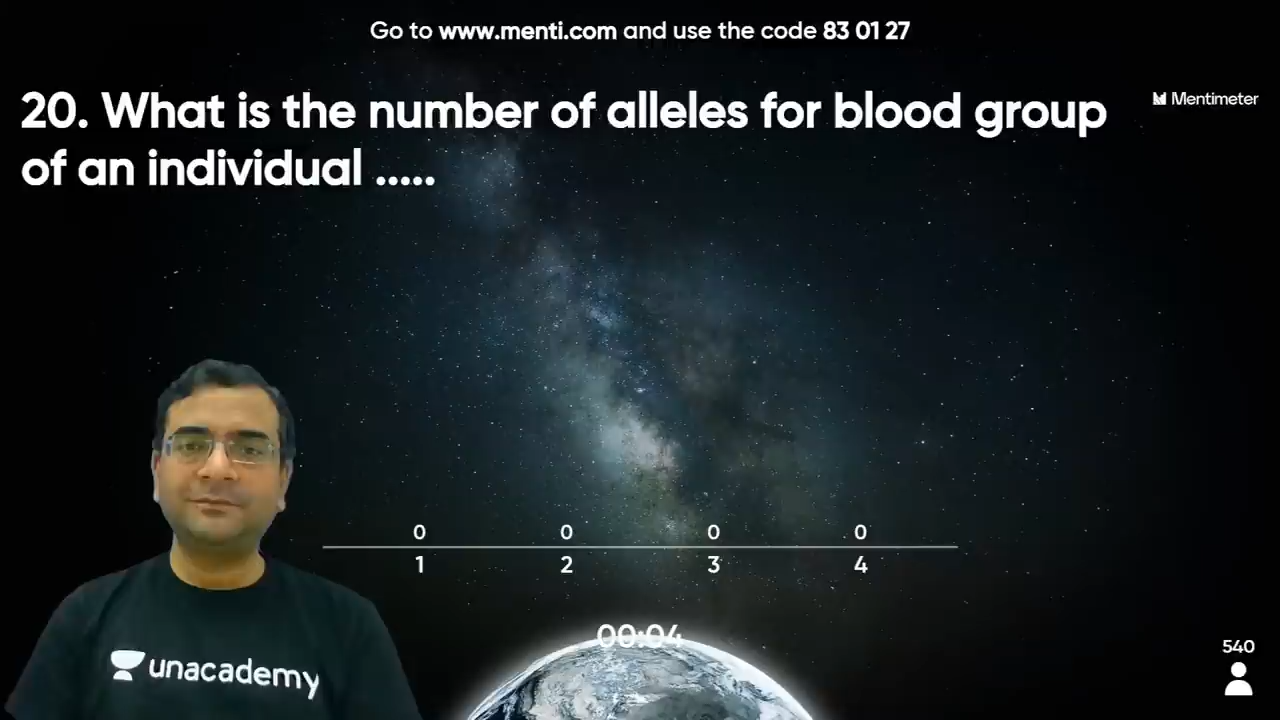 Go to www.menti.com and use the code 83 01 27
20. What is the number of alleles for blood group
of an individual .....
Mentimeter
0 0 0 0
1 2 3 4
00:04
540
unacademy